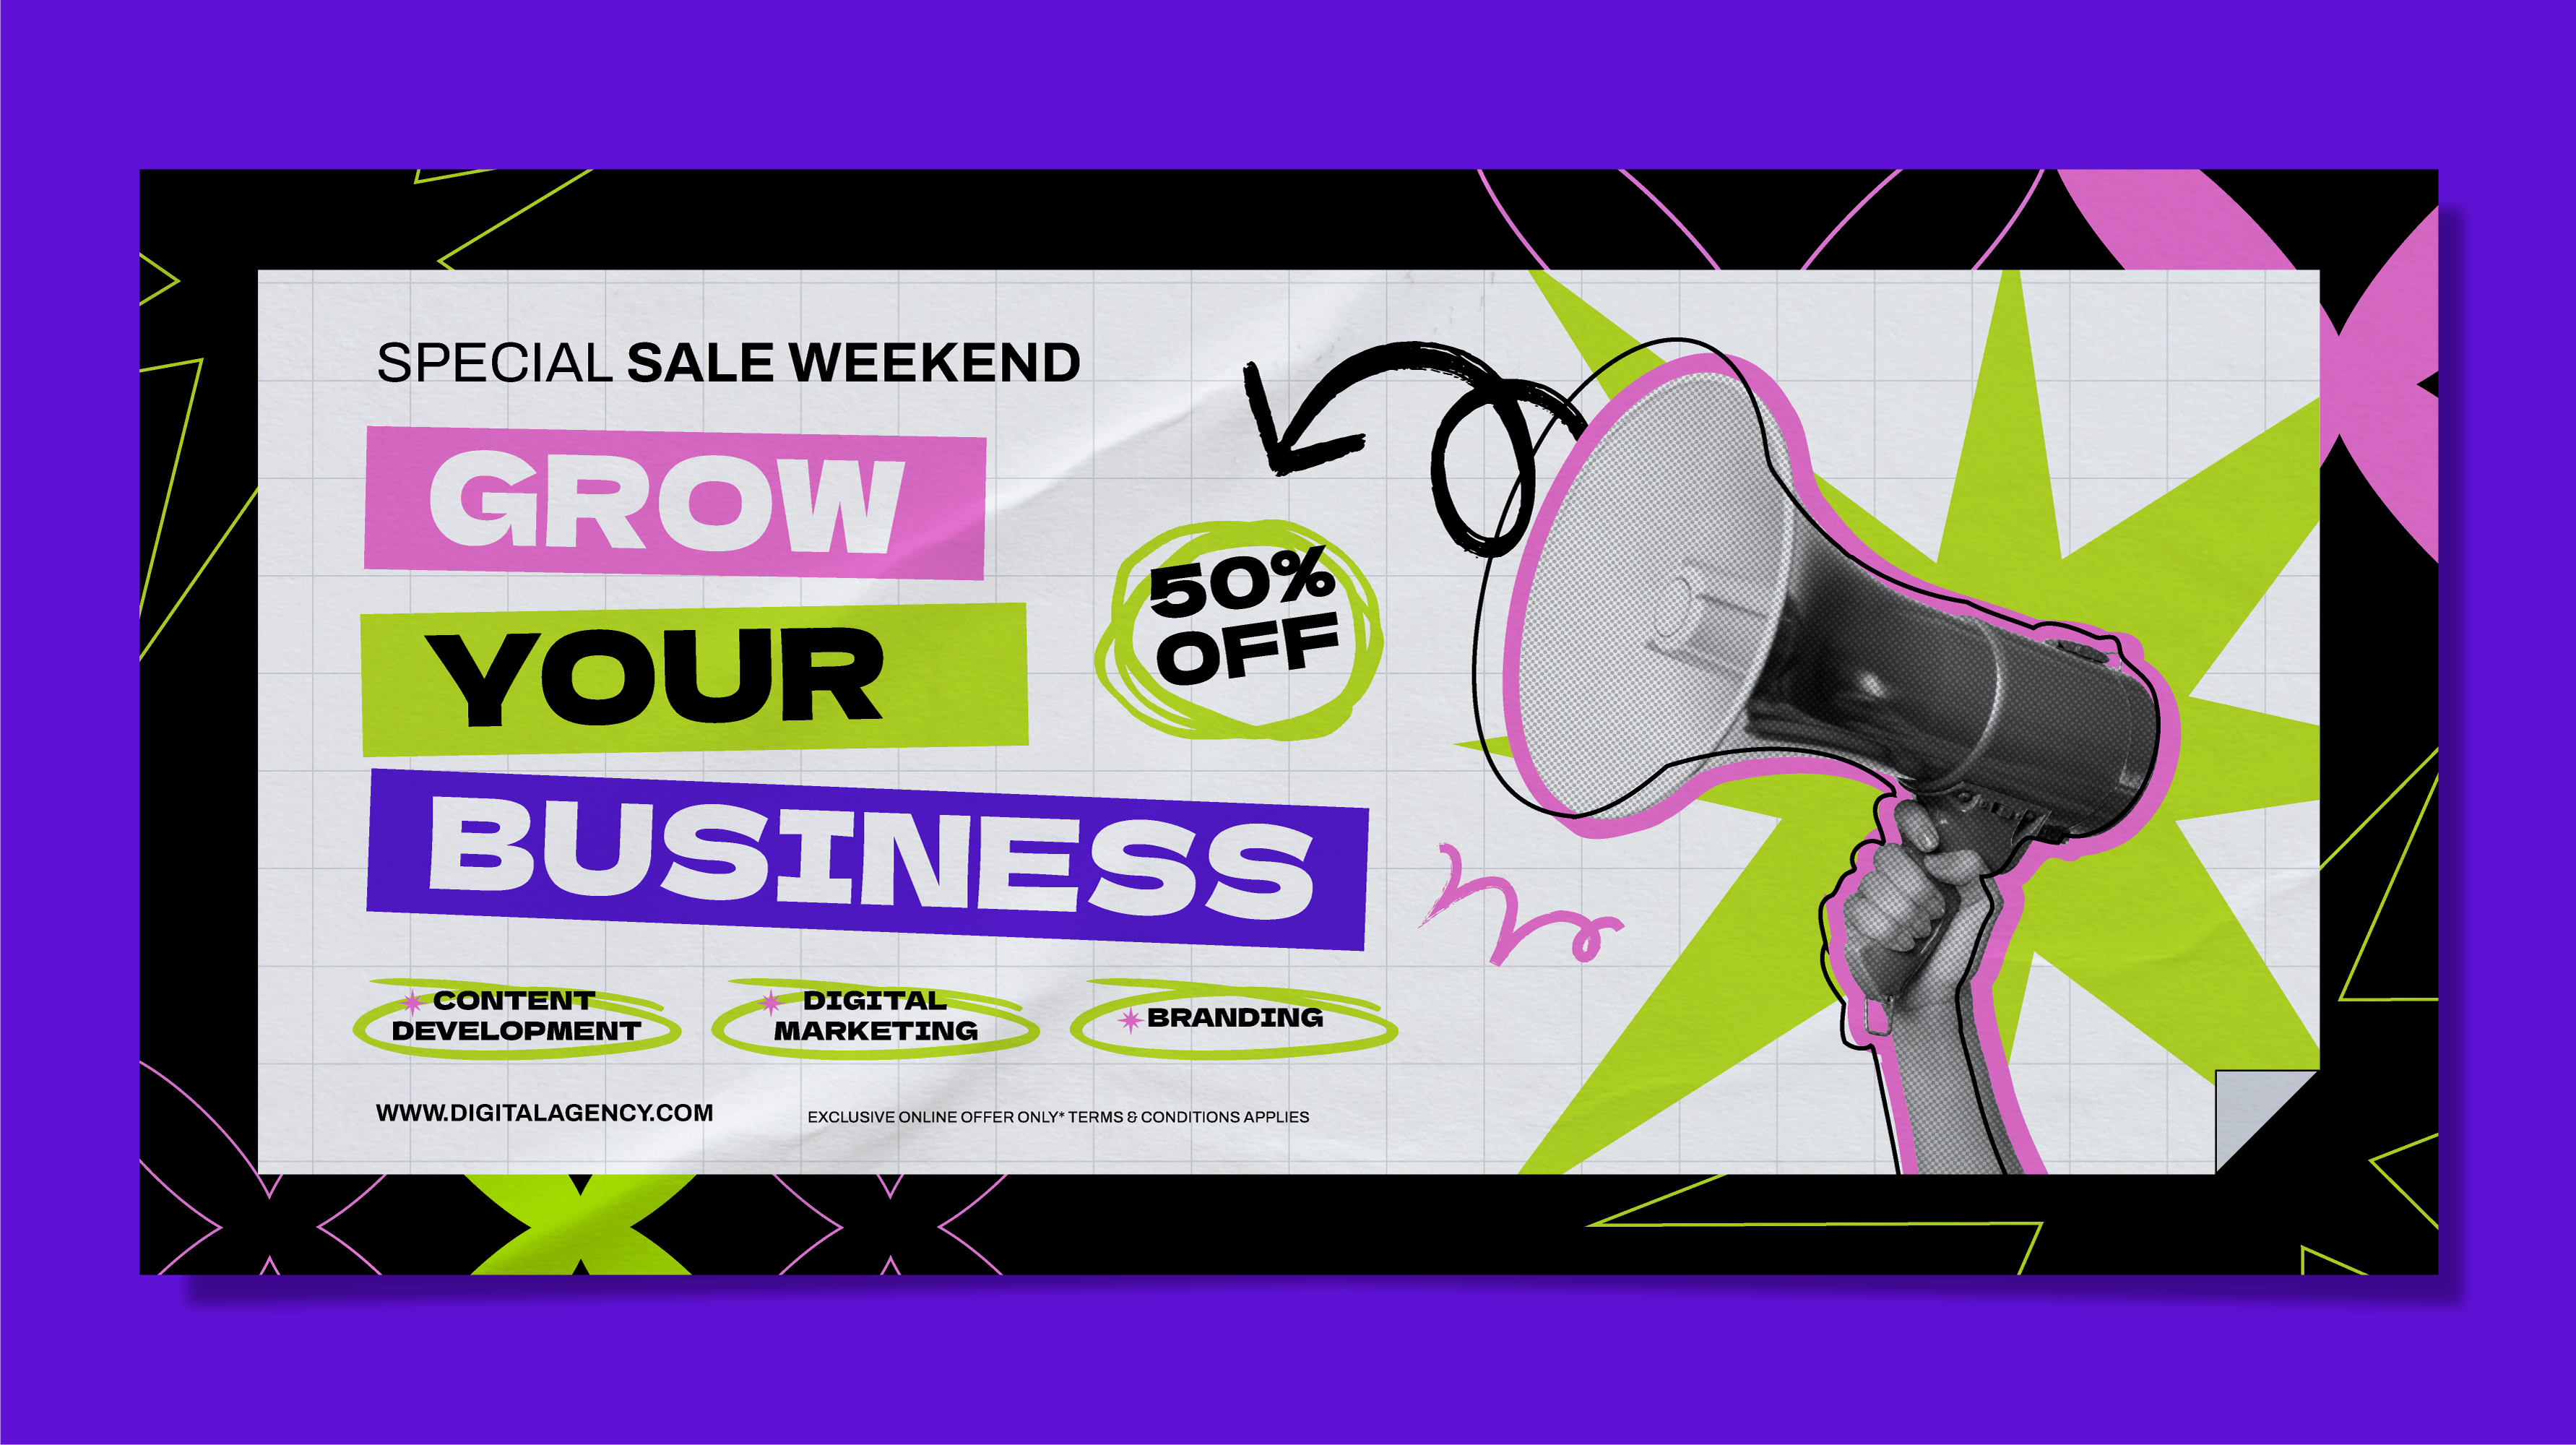 SPECIAL SALE WEEKEND
GROW
YOUR
BUSINESS
50%
OFF
CONTENT
DEVELOPMENT
DIGITAL
MARKETING
BRANDING
WWW.DIGITALAGENCY.COM
EXCLUSIVE ONLINE OFFER ONLY* TERMS & CONDITIONS APPLIES